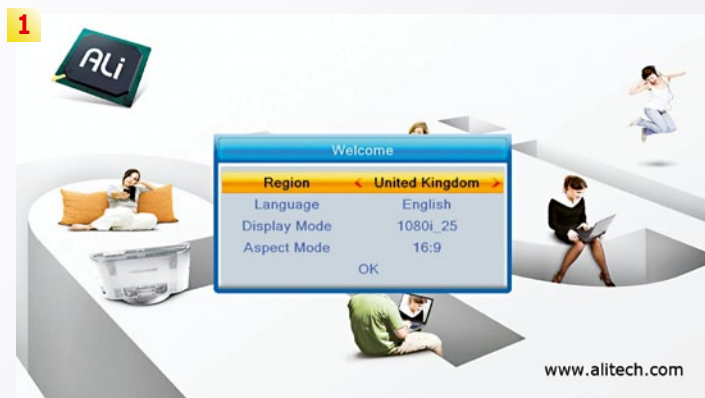 1
ALi
Welcome
Region < United Kingdom >
Language English
Display Mode 1080i_25
Aspect Mode 16:9
OK
www.alitech.com